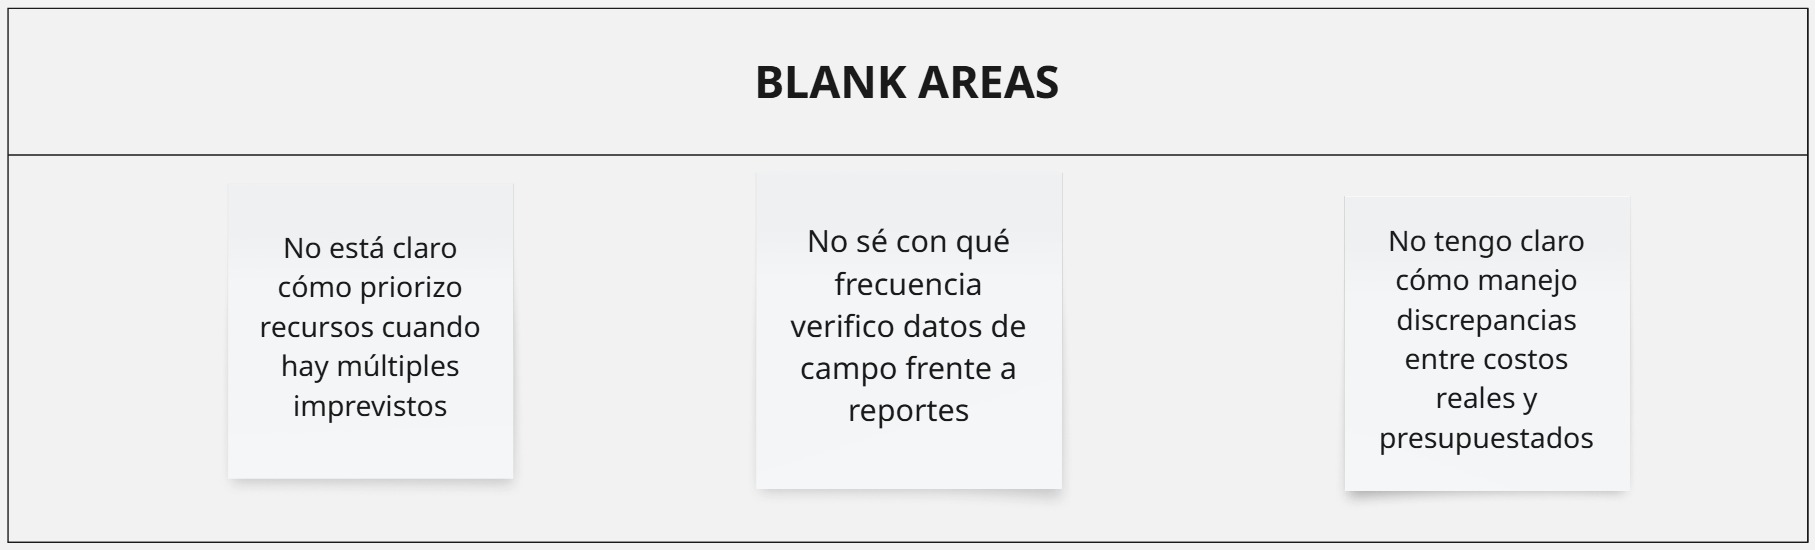 BLANK AREAS
No está claro
cómo priorizo
recursos cuando
hay múltiples
imprevistos
No sé con qué
frecuencia
verifico datos de
campo frente a
reportes
No tengo claro
cómo manejo
discrepancias
entre costos
reales y
presupuestados